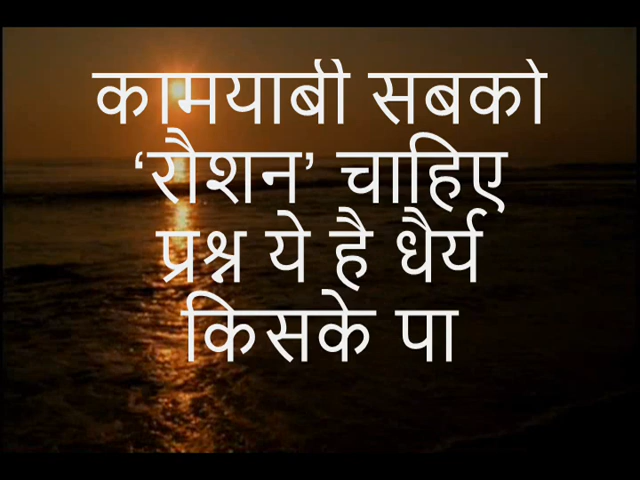 कामयाबी सबको
‘रौशन’ चाहिए
प्रश्न ये है धैर्य
किसके पा